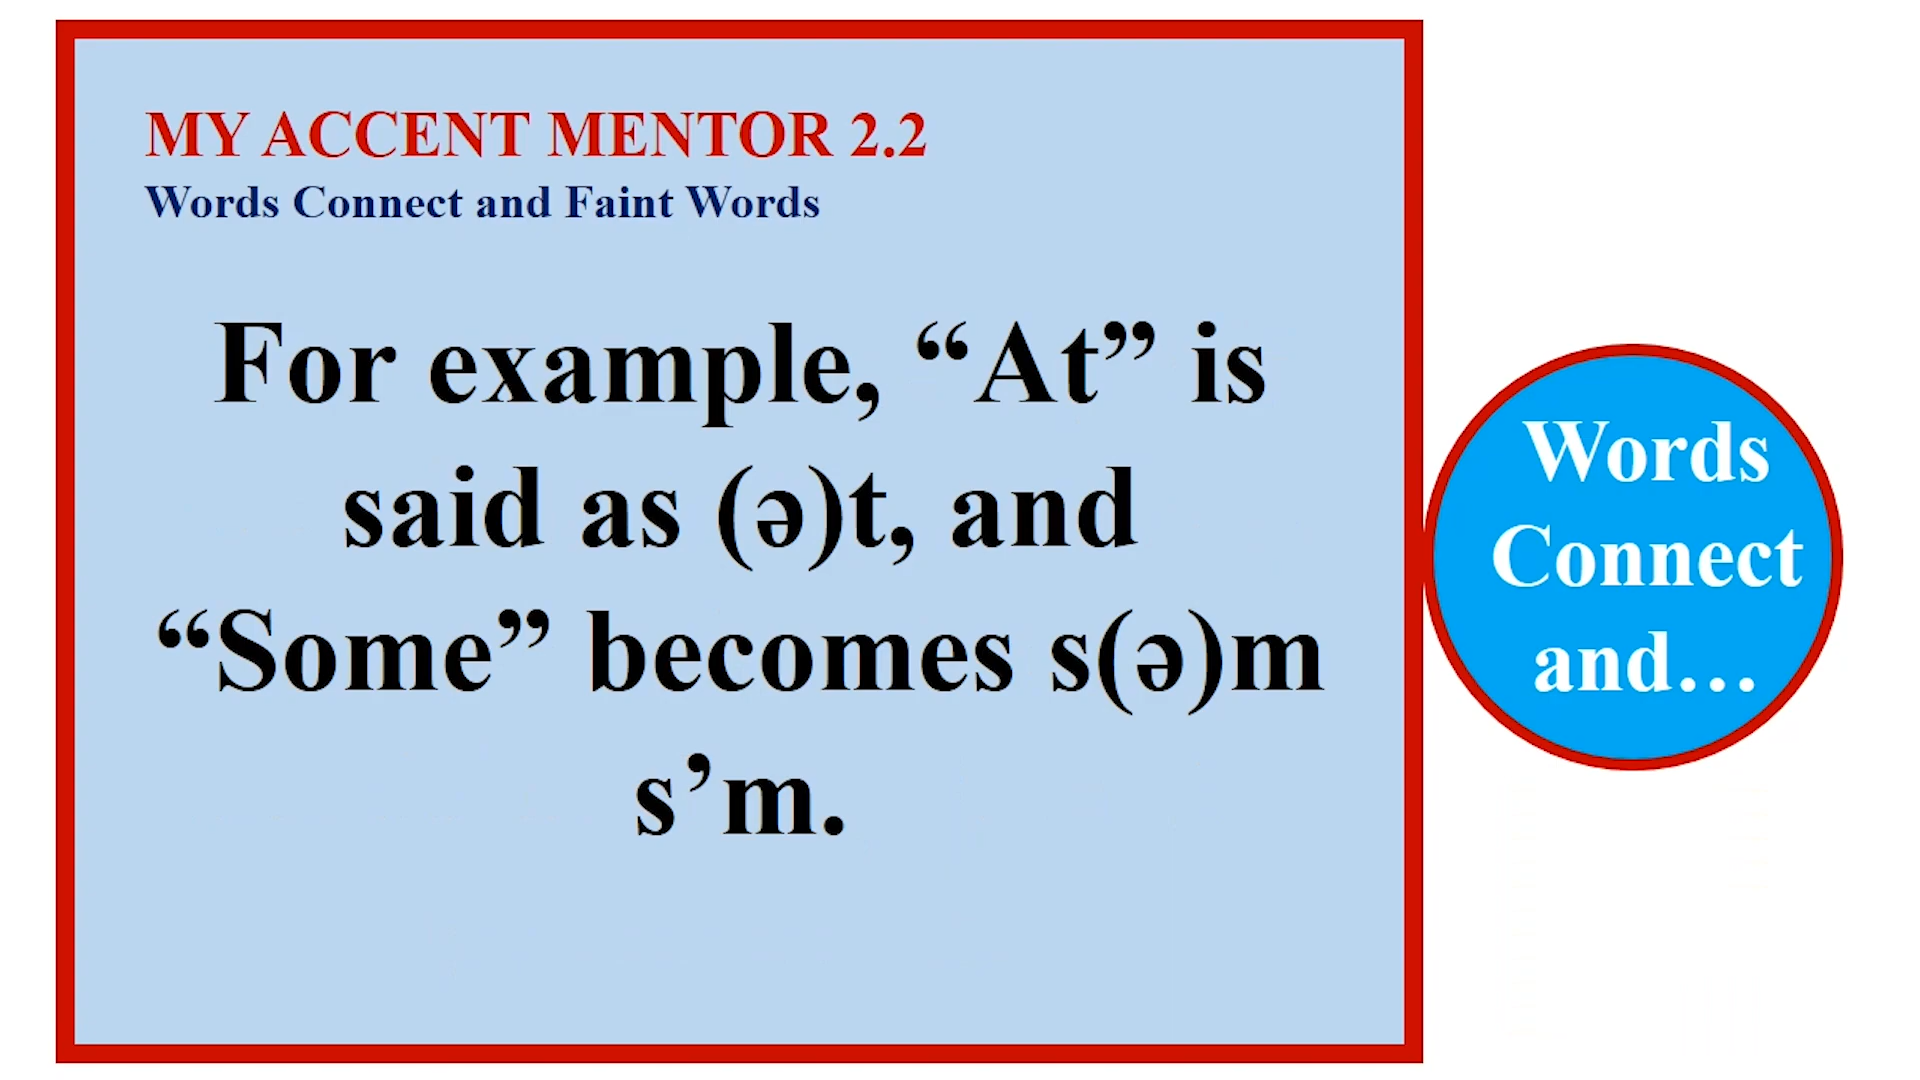 MY ACCENT MENTOR 2.2
Words Connect and Faint Words
For example, “At” is
said as (ə)t, and
“Some” becomes s(ə)m
s’m.
Words
Connect
and…